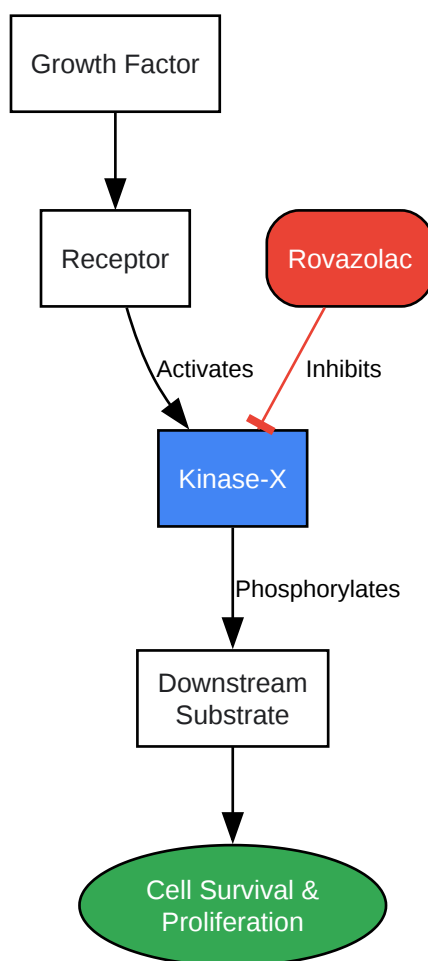 Growth Factor
Receptor
Rovazolac
Activates
Inhibits
Kinase-X
Phosphorylates
Downstream
Substrate
Cell Survival &
Proliferation